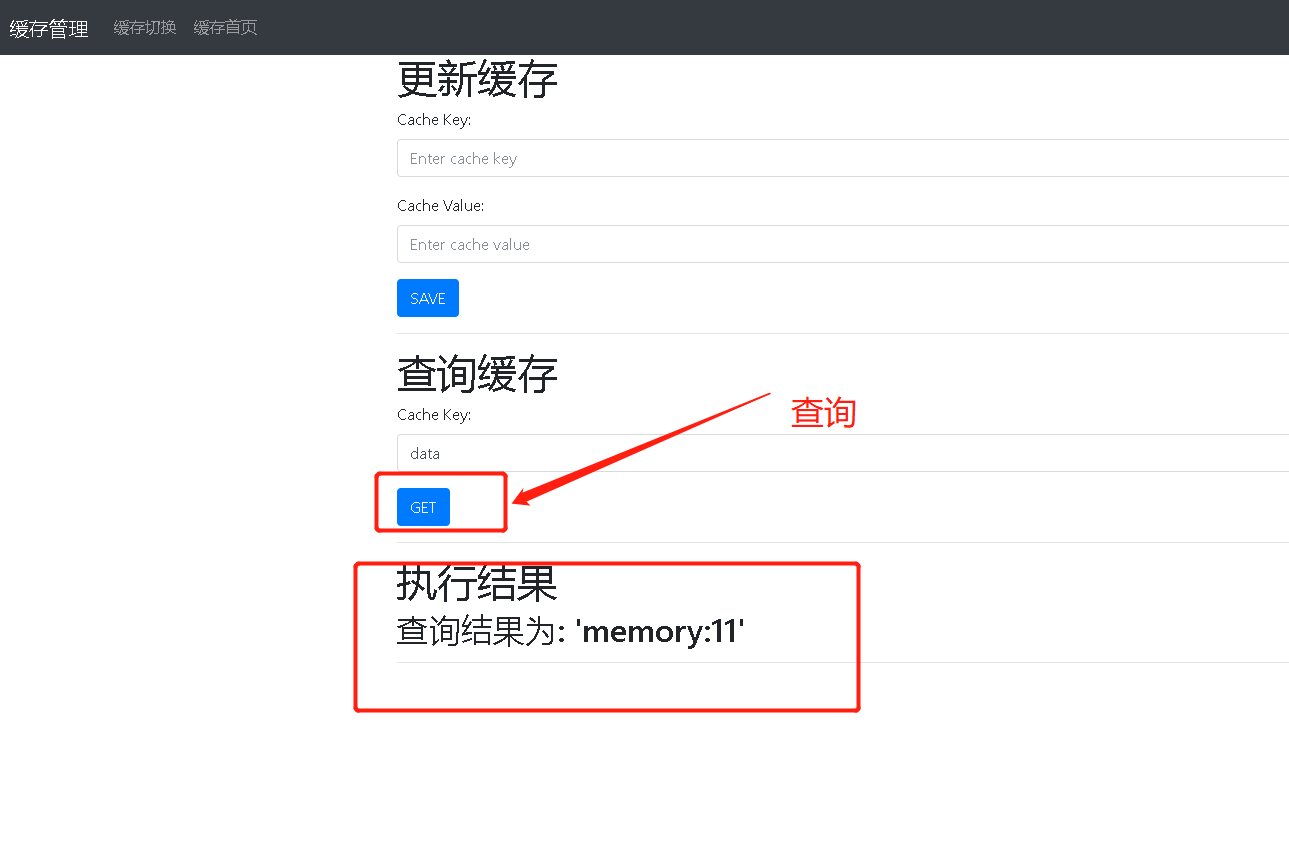 缓存管理 缓存切换 缓存首页
更新缓存
Cache Key:
Enter cache key
Cache Value:
Enter cache value
SAVE
查询缓存
Cache Key:
查询
data
GET
执行结果
查询结果为: 'memory:11'